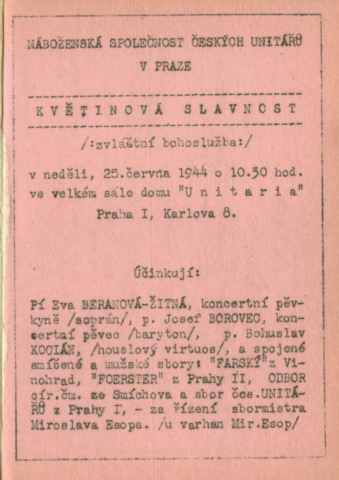 NÁBOŽENSKÁ SPOLEČNOST ČESKÝCH UNITÁŘŮ
V PRAZE
KVĚTINOVÁ SLAVNOST
/:zvláštní bohoslužba:/
v neděli, 25.června 1944 o 10.30 hod.
ve velkém sále domu "Unitaria"
Praha I, Karlova 8.
Účinkují:
Pí Eva BERANOVÁ-ŽITNÁ, koncertní pěv-
kyně /soprán/, p. Josef BOROVEC, kon-
certní pěvec /baryton/, p. Bohuslav
KOCIÁN, /houslový virtuos/, a spojené
smíšené a mužské sbory: "FARSKÝ" z Vi-
nohrad, "FOERSTER" z Prahy II, ODBOR
cír.čm. ze Smíchova a sbor čes.UNITÁ-
ŘŮ z Prahy I, - za řízení sbormistra
Miroslava Esopa. /u varhan Mir.Esop/